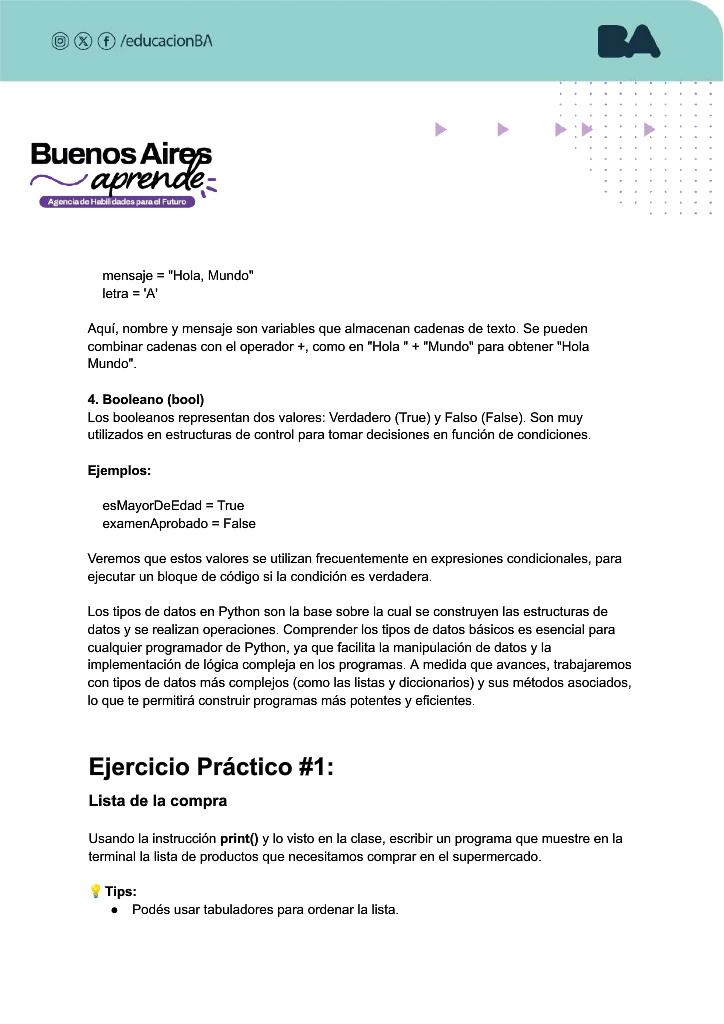 /educacionBA
BA
Buenos Aires
aprende
Agencia de Habilidades para el Futuro
mensaje = "Hola, Mundo"
letra = 'A'
Aquí, nombre y mensaje son variables que almacenan cadenas de texto. Se pueden
combinar cadenas con el operador +, como en "Hola " + "Mundo" para obtener "Hola
Mundo".
4. Booleano (bool)
Los booleanos representan dos valores: Verdadero (True) y Falso (False). Son muy
utilizados en estructuras de control para tomar decisiones en función de condiciones.
Ejemplos:
esMayorDeEdad = True
examenAprobado = False
Veremos que estos valores se utilizan frecuentemente en expresiones condicionales, para
ejecutar un bloque de código si la condición es verdadera.
Los tipos de datos en Python son la base sobre la cual se construyen las estructuras de
datos y se realizan operaciones. Comprender los tipos de datos básicos es esencial para
cualquier programador de Python, ya que facilita la manipulación de datos y la
implementación de lógica compleja en los programas. A medida que avances, trabajaremos
con tipos de datos más complejos (como las listas y diccionarios) y sus métodos asociados,
lo que te permitirá construir programas más potentes y eficientes.
Ejercicio Práctico #1:
Lista de la compra
Usando la instrucción print() y lo visto en la clase, escribir un programa que muestre en la
terminal la lista de productos que necesitamos comprar en el supermercado.
💡Tips:
● Podés usar tabuladores para ordenar la lista.